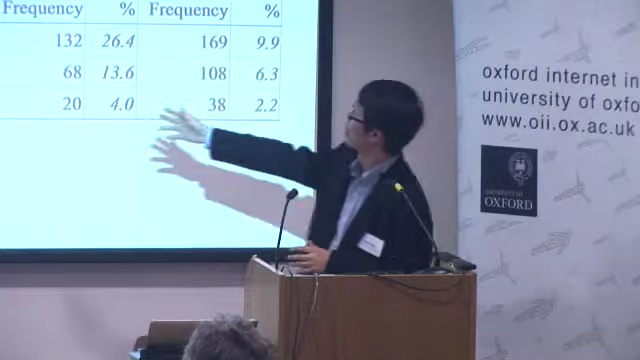 Frequency % Frequency %
132 26.4 169 9.9
68 13.6 108 6.3
20 4.0 38 2.2
oxford internet in
university of oxfo
www.oii.ox.ac.uk
UNIVERSITY OF
OXFORD